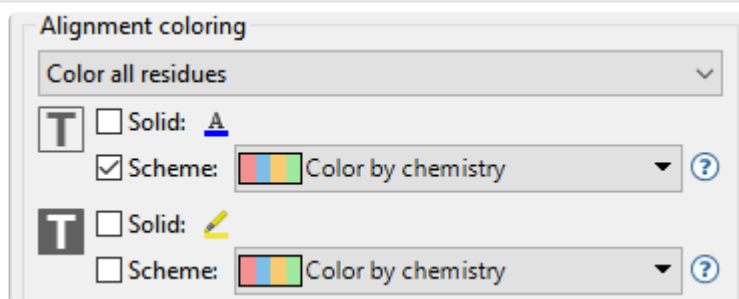 Alignment coloring
Color all residues
T Solid: A
Scheme: Color by chemistry ?
T Solid:
Scheme: Color by chemistry ?